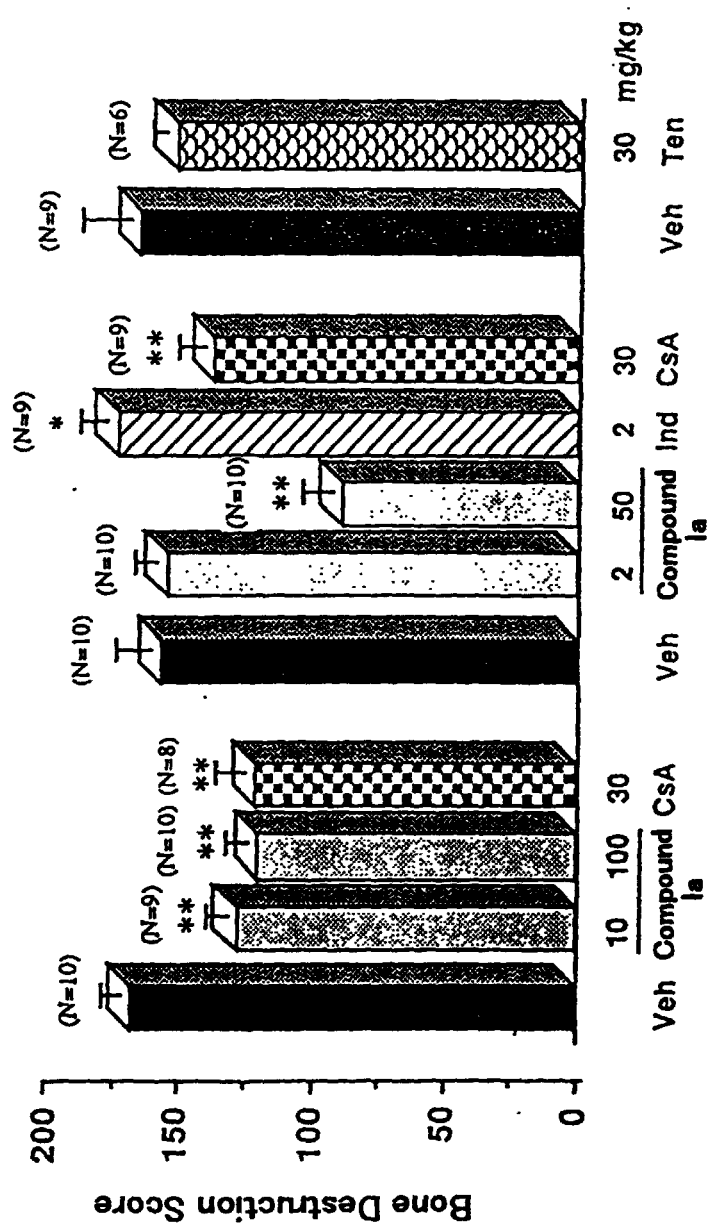 Bone Destruction Score
200
150
100
50
0
(N=10)
(N=9)
**
(N=10)
**
(N=8)
**
(N=10)
(N=10)
(N=10)
**
(N=9)
*
(N=9)
**
(N=9)
(N=6)
Veh 10 100 30 Veh 2 50 2 30 Veh 30 mg/kg
Compound CsA Compound Ind CsA Ten
Ia Ia